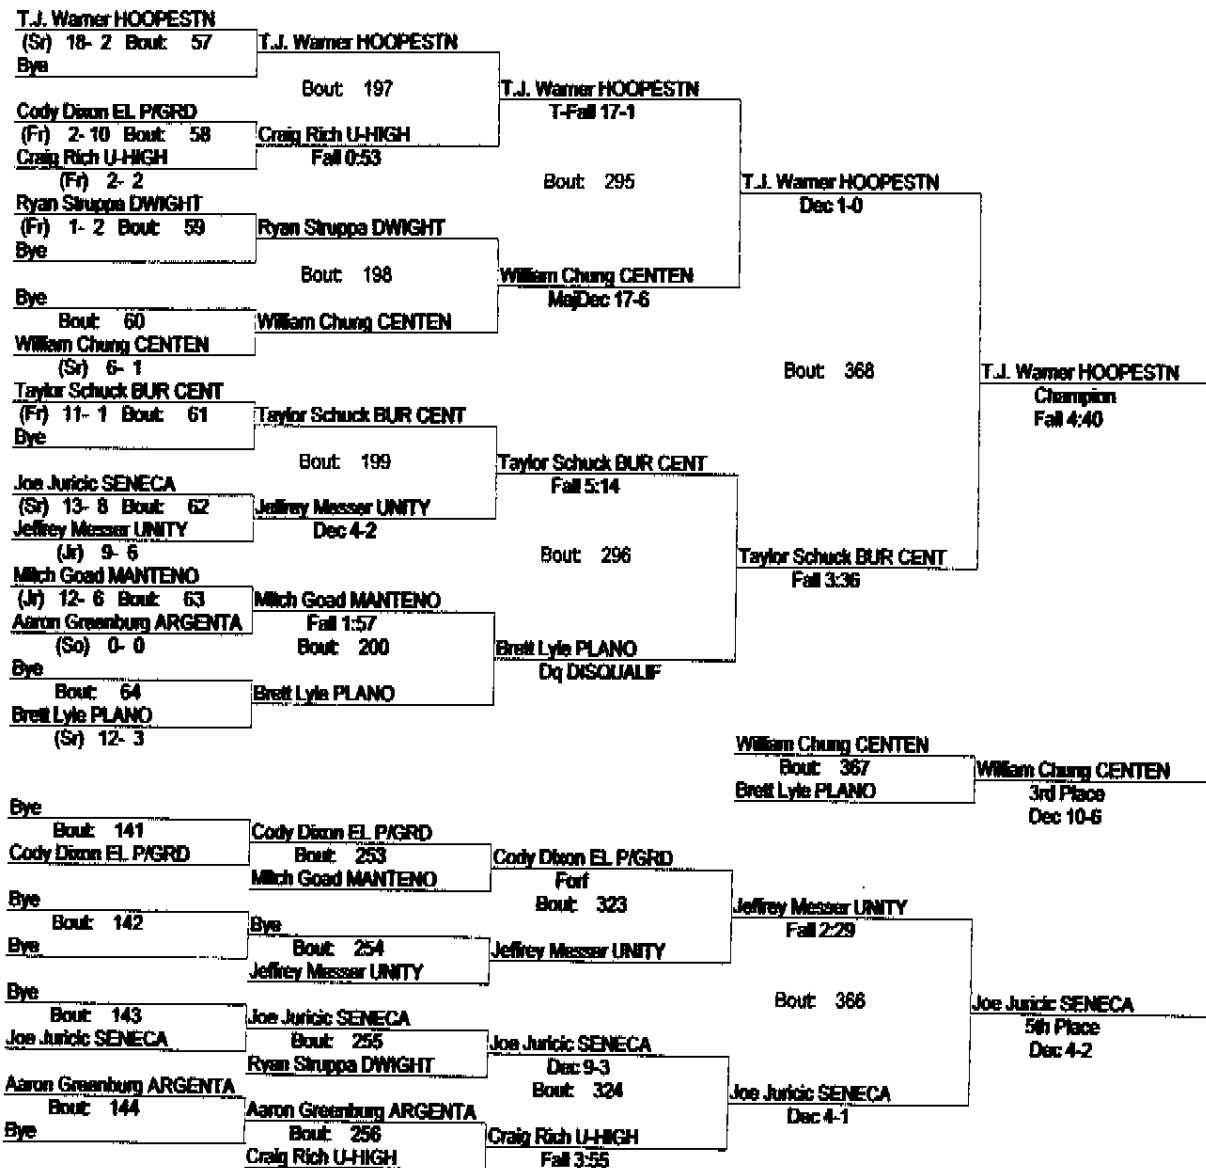 T.J. Warner HOOPESTN
(Sr) 18- 2 Bout: 57
Bye
T.J. Warner HOOPESTN
Bout: 197
Cody Dixon EL P/GRD
(Fr) 2- 10 Bout: 58
Craig Rich U-HIGH
(Fr) 2- 2
Craig Rich U-HIGH
Fall 0:53
T.J. Warner HOOPESTN
T-Fall 17-1
Bout: 295
Ryan Struppa DWIGHT
(Fr) 1- 2 Bout: 59
Bye
Ryan Struppa DWIGHT
Bout: 198
Bye
Bout: 60
William Chung CENTEN
(Sr) 6- 1
William Chung CENTEN
William Chung CENTEN
MajDec 17-6
T.J. Warner HOOPESTN
Dec 1-0
Bout: 368
T.J. Warner HOOPESTN
Champion
Fall 4:40
Taylor Schuck BUR CENT
(Fr) 11- 1 Bout: 61
Bye
Taylor Schuck BUR CENT
Bout: 199
Joe Juricic SENECA
(Sr) 13- 8 Bout: 62
Jeffrey Messer UNITY
(Jr) 9- 6
Jeffrey Messer UNITY
Dec 4-2
Taylor Schuck BUR CENT
Fall 5:14
Bout: 296
Mitch Goad MANTENO
(Jr) 12- 6 Bout: 63
Aaron Greenburg ARGENTA
(So) 0- 0
Mitch Goad MANTENO
Fall 1:57
Bout: 200
Bye
Bout: 64
Brett Lyle PLANO
(Sr) 12- 3
Brett Lyle PLANO
Brett Lyle PLANO
Dq DISQUALIF
Taylor Schuck BUR CENT
Fall 3:36
William Chung CENTEN
Bout: 367
Brett Lyle PLANO
William Chung CENTEN
3rd Place
Dec 10-6
Bye
Bout: 141
Cody Dixon EL P/GRD
Cody Dixon EL P/GRD
Bout: 253
Mitch Goad MANTENO
Cody Dixon EL P/GRD
Forf
Bout: 323
Bye
Bout: 142
Bye
Bye
Bout: 254
Jeffrey Messer UNITY
Jeffrey Messer UNITY
Jeffrey Messer UNITY
Fall 2:29
Bout: 366
Bye
Bout: 143
Joe Juricic SENECA
Joe Juricic SENECA
Bout: 255
Ryan Struppa DWIGHT
Joe Juricic SENECA
Dec 9-3
Bout: 324
Aaron Greenburg ARGENTA
Bout: 144
Bye
Aaron Greenburg ARGENTA
Bout: 256
Craig Rich U-HIGH
Craig Rich U-HIGH
Fall 3:55
Joe Juricic SENECA
Dec 4-1
Joe Juricic SENECA
5th Place
Dec 4-2